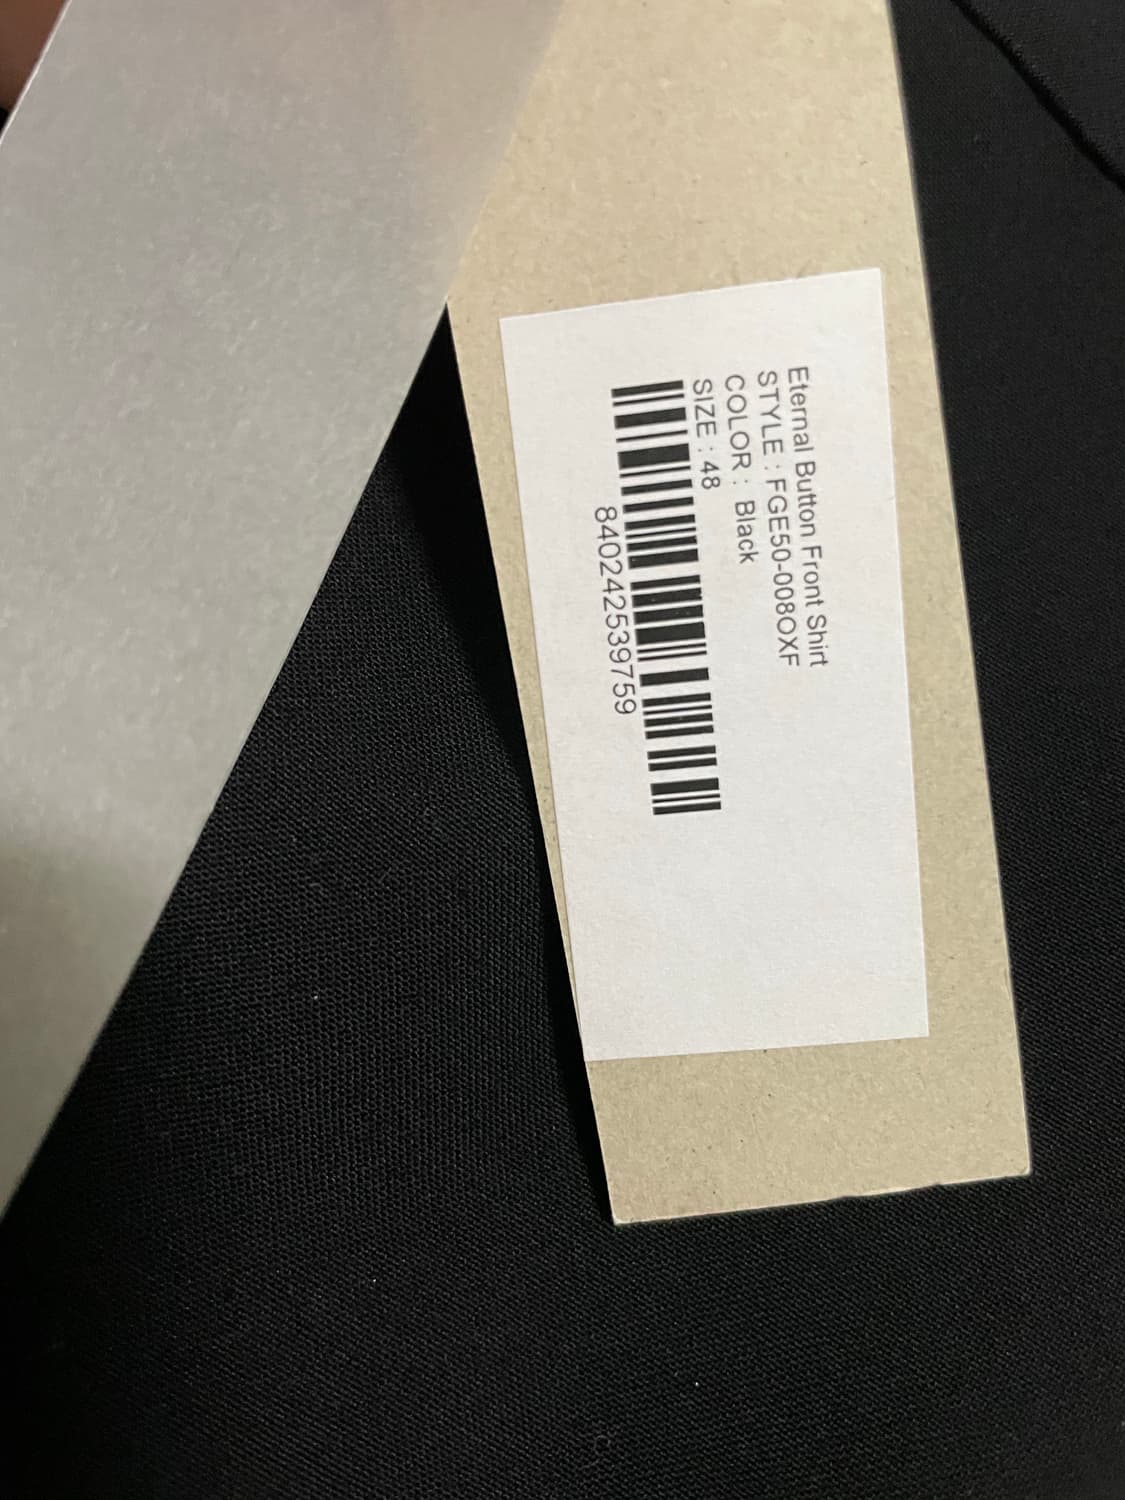 Eternal Button Front Shirt
STYLE : FGE50-008OXF
COLOR : Black
SIZE : 48
840242539759